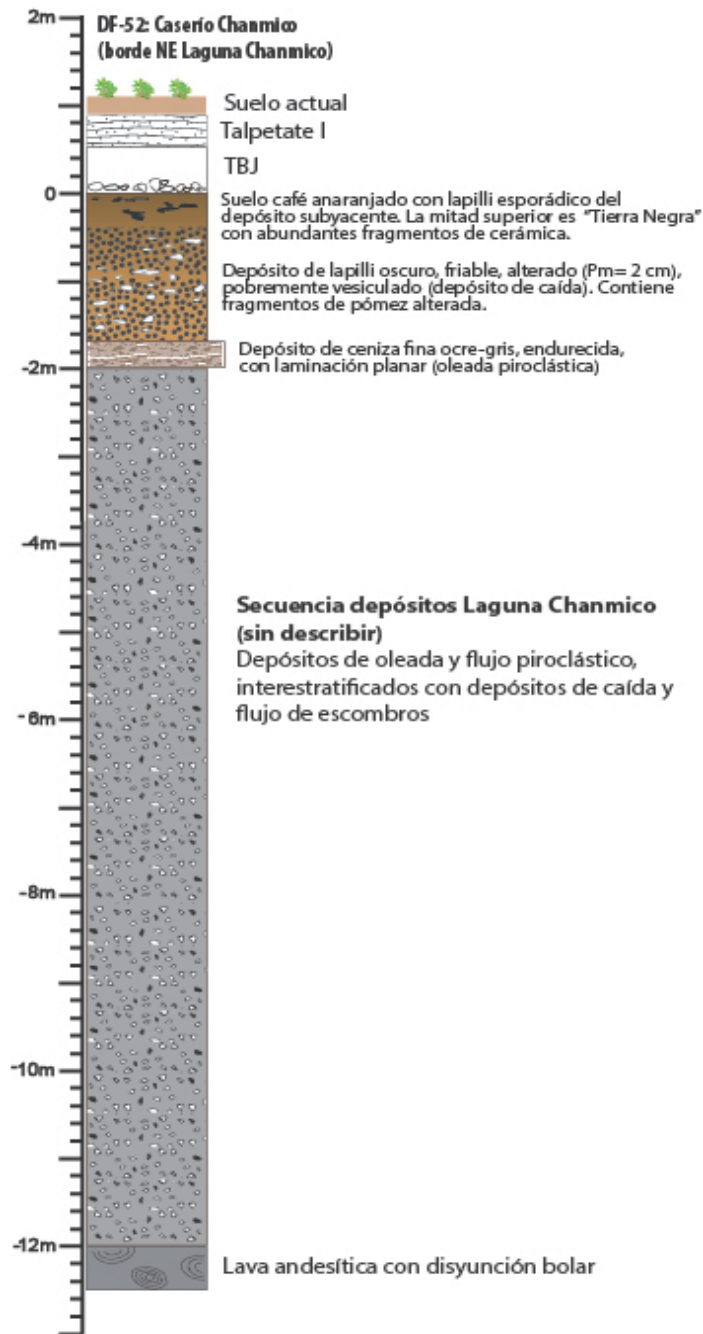 2m
DF-52: Caserío Chanmico
(borde NE Laguna Chanmico)
Suelo actual
Talpetate I
TBJ
0
Suelo café anaranjado con lapilli esporádico del
depósito subyacente. La mitad superior es "Tierra Negra"
con abundantes fragmentos de cerámica.
Depósito de lapilli oscuro, friable, alterado (Pm= 2 cm),
pobremente vesiculado (depósito de caída). Contiene
fragmentos de pómez alterada.
Depósito de ceniza fina ocre-gris, endurecida,
con laminación planar (oleada piroclástica)
-2m
-4m
Secuencia depósitos Laguna Chanmico
(sin describir)
Depósitos de oleada y flujo piroclástico,
interestratificados con depósitos de caída y
flujo de escombros
-6m
-8m
-10m
-12m
Lava andesítica con disyunción bolar